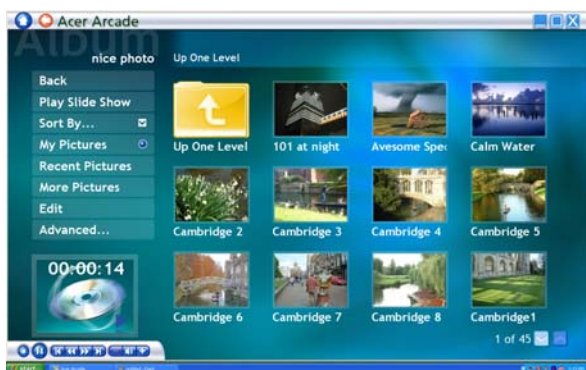 Acer Arcade
Album
nice photo
Up One Level
Back
Play Slide Show
Sort By...
My Pictures
Recent Pictures
More Pictures
Edit
Advanced...
00:00:14
Up One Level
101 at night
Avesome Spec
Calm Water
Cambridge 2
Cambridge 3
Cambridge 4
Cambridge 5
Cambridge 6
Cambridge 7
Cambridge 8
Cambridge1
1 of 45
start